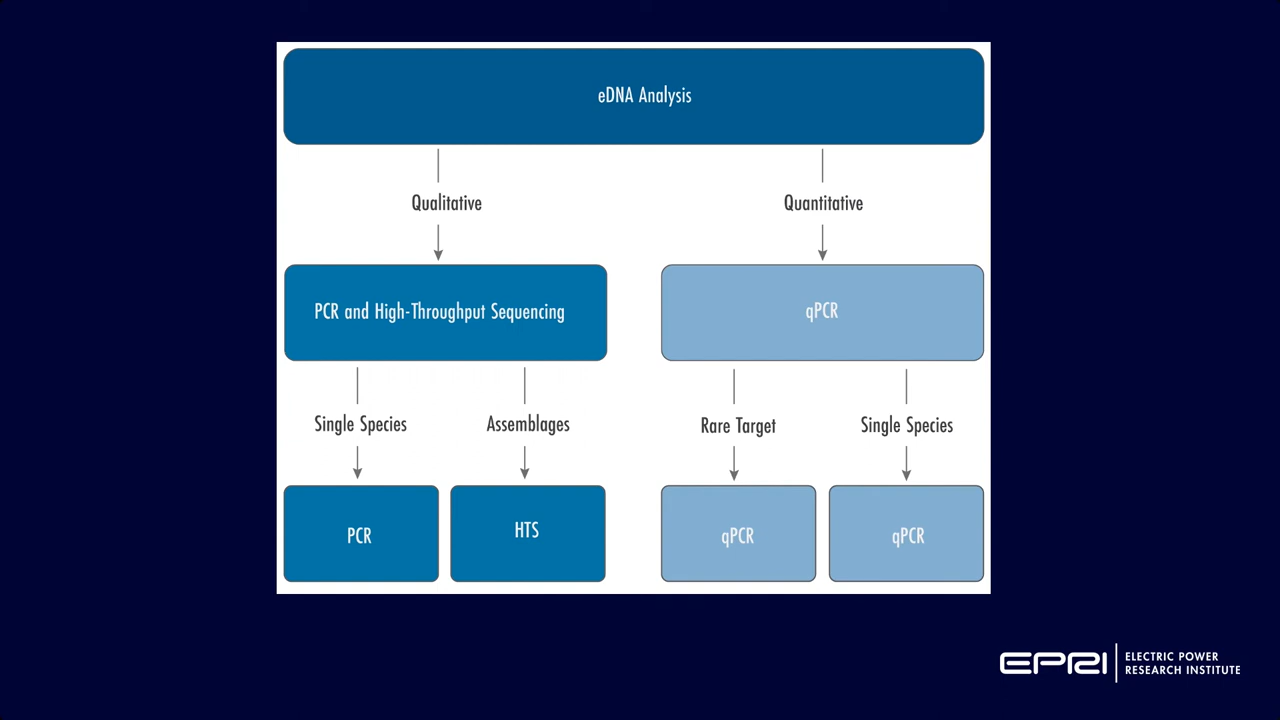 eDNA Analysis
Qualitative
Quantitative
PCR and High-Throughput Sequencing
qPCR
Single Species
Assemblages
Rare Target
Single Species
PCR
HTS
qPCR
qPCR
EPRI
ELECTRIC POWER
RESEARCH INSTITUTE